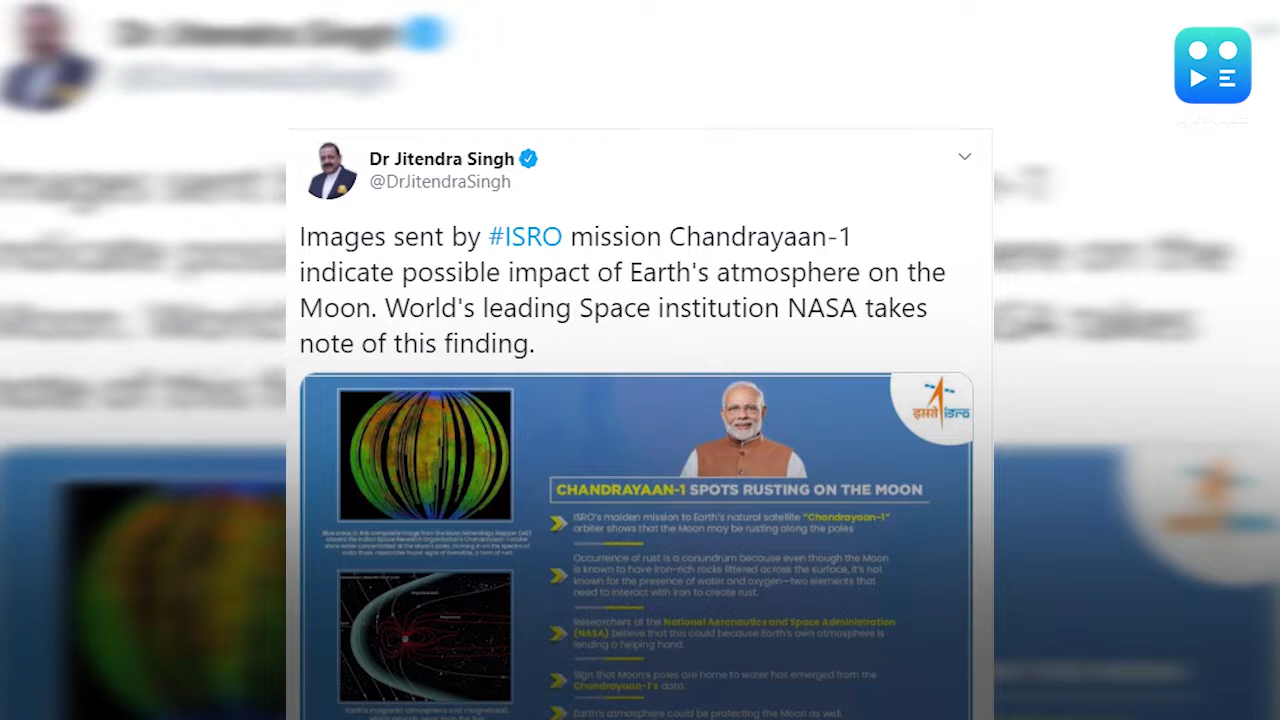 Dr Jitendra Singh
@DrJitendraSingh
Images sent by #ISRO mission Chandrayaan-1
indicate possible impact of Earth's atmosphere on the
Moon. World's leading Space institution NASA takes
note of this finding.
इसरो isro
CHANDRAYAAN-1 SPOTS RUSTING ON THE MOON
ISRO's maiden mission to Earth's natural satellite "Chandrayaan-1"
orbiter shows that the Moon may be rusting along the poles
Occurrence of rust is a conundrum because even though the Moon
is known to have iron-rich rocks littered across the surface, it's not
known for the presence of water and oxygen—two elements that
need to interact with iron to create rust.
Researchers at the National Aeronautics and Space Administration
(NASA) believe that this could because Earth's own atmosphere is
lending a helping hand.
Sign that Moon's poles are home to water has emerged from the
Chandrayaan-1's data.
Earth's atmosphere could be protecting the Moon as well.